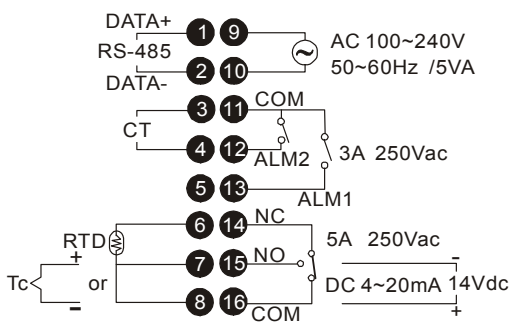 DATA+
1 9
RS-485
AC 100~240V
2 10
50~60Hz /5VA
DATA-
3 11 COM
CT
4 12 ALM2
3A 250Vac
5 13 ALM1
6 14 NC
RTD
5A 250Vac
+ -
Tc or 7 15 NO
DC 4~20mA 14Vdc
- 8 16 COM +